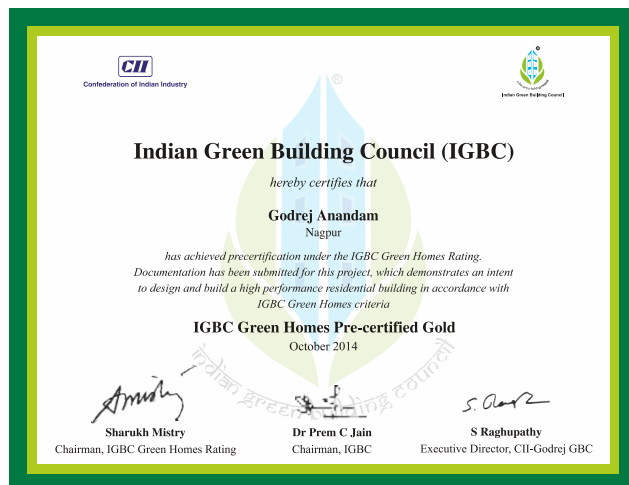 CII
Confederation of Indian Industry
Indian Green Building Council
Indian Green Building Council (IGBC)
hereby certifies that
Godrej Anandam
Nagpur
has achieved precertification under the IGBC Green Homes Rating.
Documentation has been submitted for this project, which demonstrates an intent
to design and build a high performance residential building in accordance with
IGBC Green Homes criteria
IGBC Green Homes Pre-certified Gold
October 2014
indian green building council
Sharukh Mistry
Chairman, IGBC Green Homes Rating
Dr Prem C Jain
Chairman, IGBC
S Raghupathy
Executive Director, CII-Godrej GBC